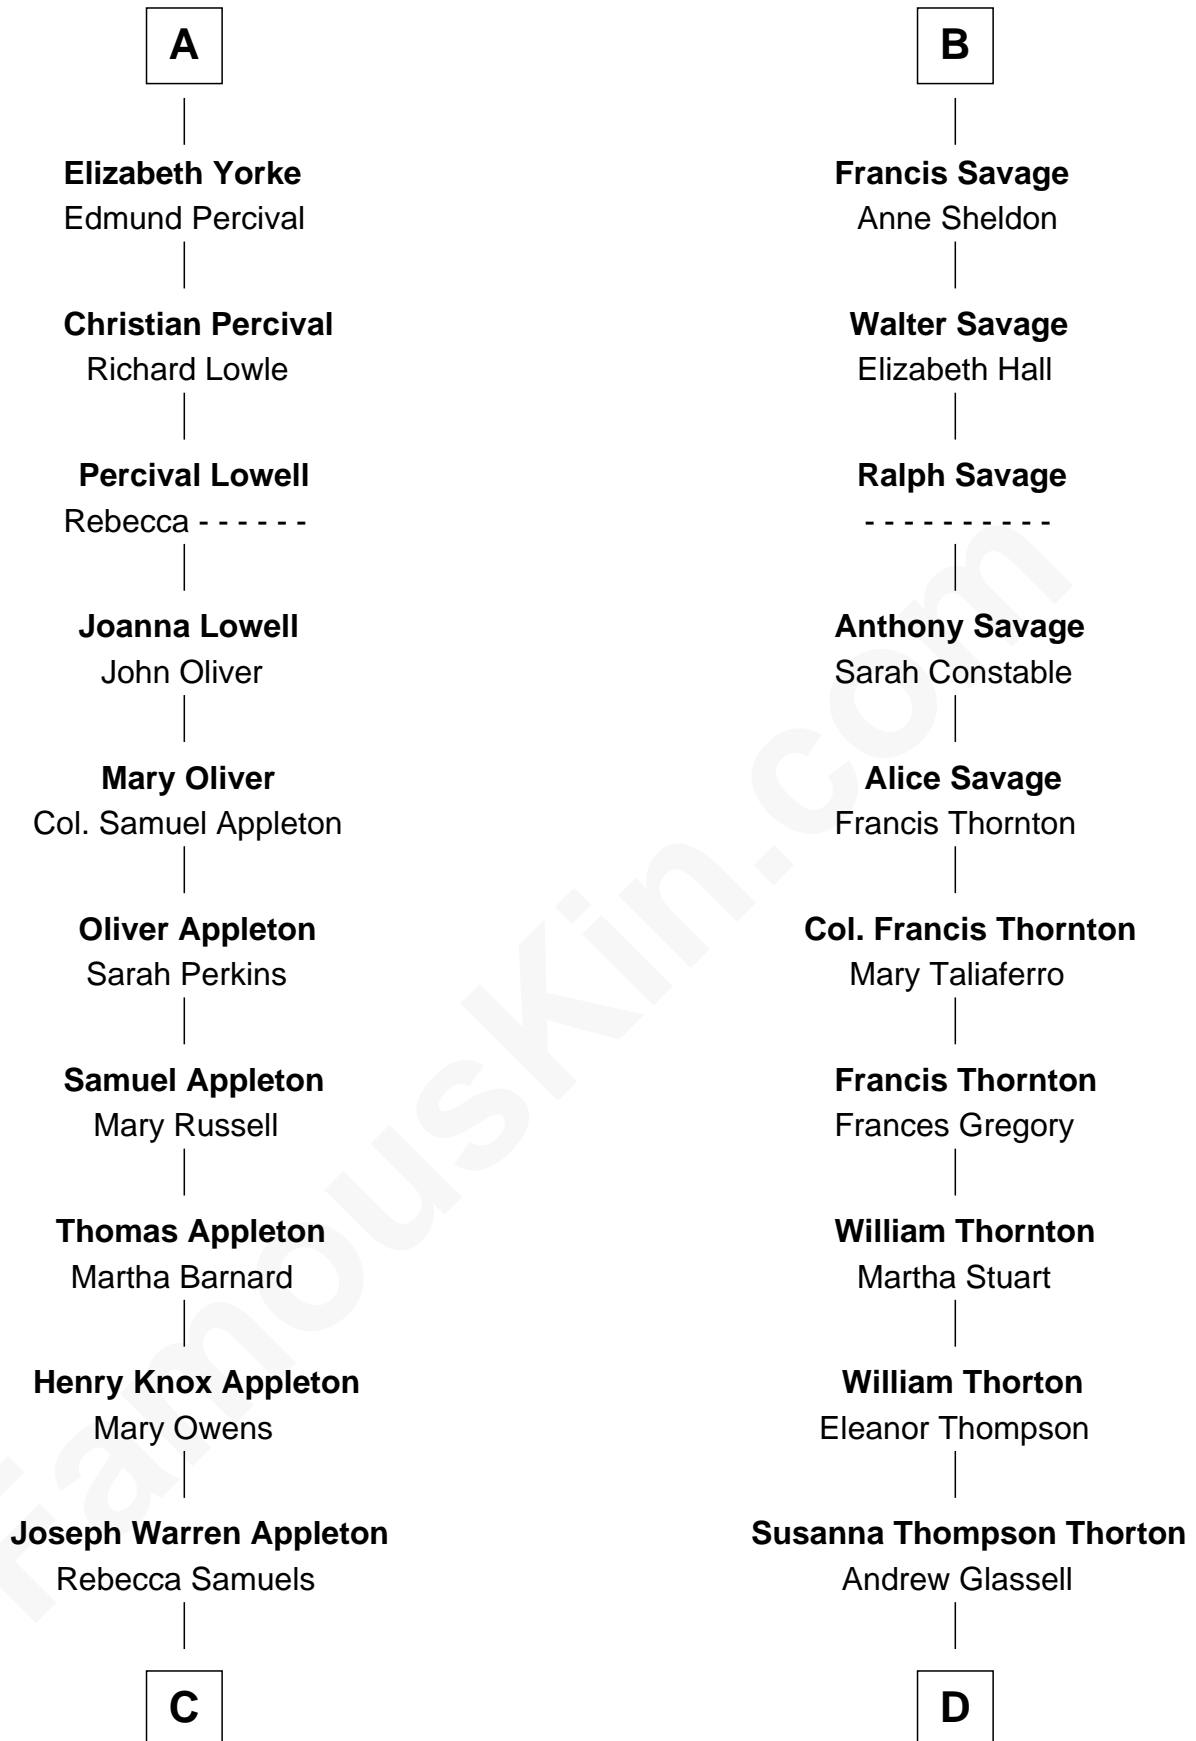 A
Elizabeth Yorke
Edmund Percival
Christian Percival
Richard Lowle
Percival Lowell
Rebecca - - - - - -
Joanna Lowell
John Oliver
Mary Oliver
Col. Samuel Appleton
Oliver Appleton
Sarah Perkins
Samuel Appleton
Mary Russell
Thomas Appleton
Martha Barnard
Henry Knox Appleton
Mary Owens
Joseph Warren Appleton
Rebecca Samuels
C
B
Francis Savage
Anne Sheldon
Walter Savage
Elizabeth Hall
Ralph Savage
- - - - - - - - - -
Anthony Savage
Sarah Constable
Alice Savage
Francis Thornton
Col. Francis Thornton
Mary Taliaferro
Francis Thornton
Frances Gregory
William Thornton
Martha Stuart
William Thorton
Eleanor Thompson
Susanna Thompson Thorton
Andrew Glassell
D
FamousKin.com